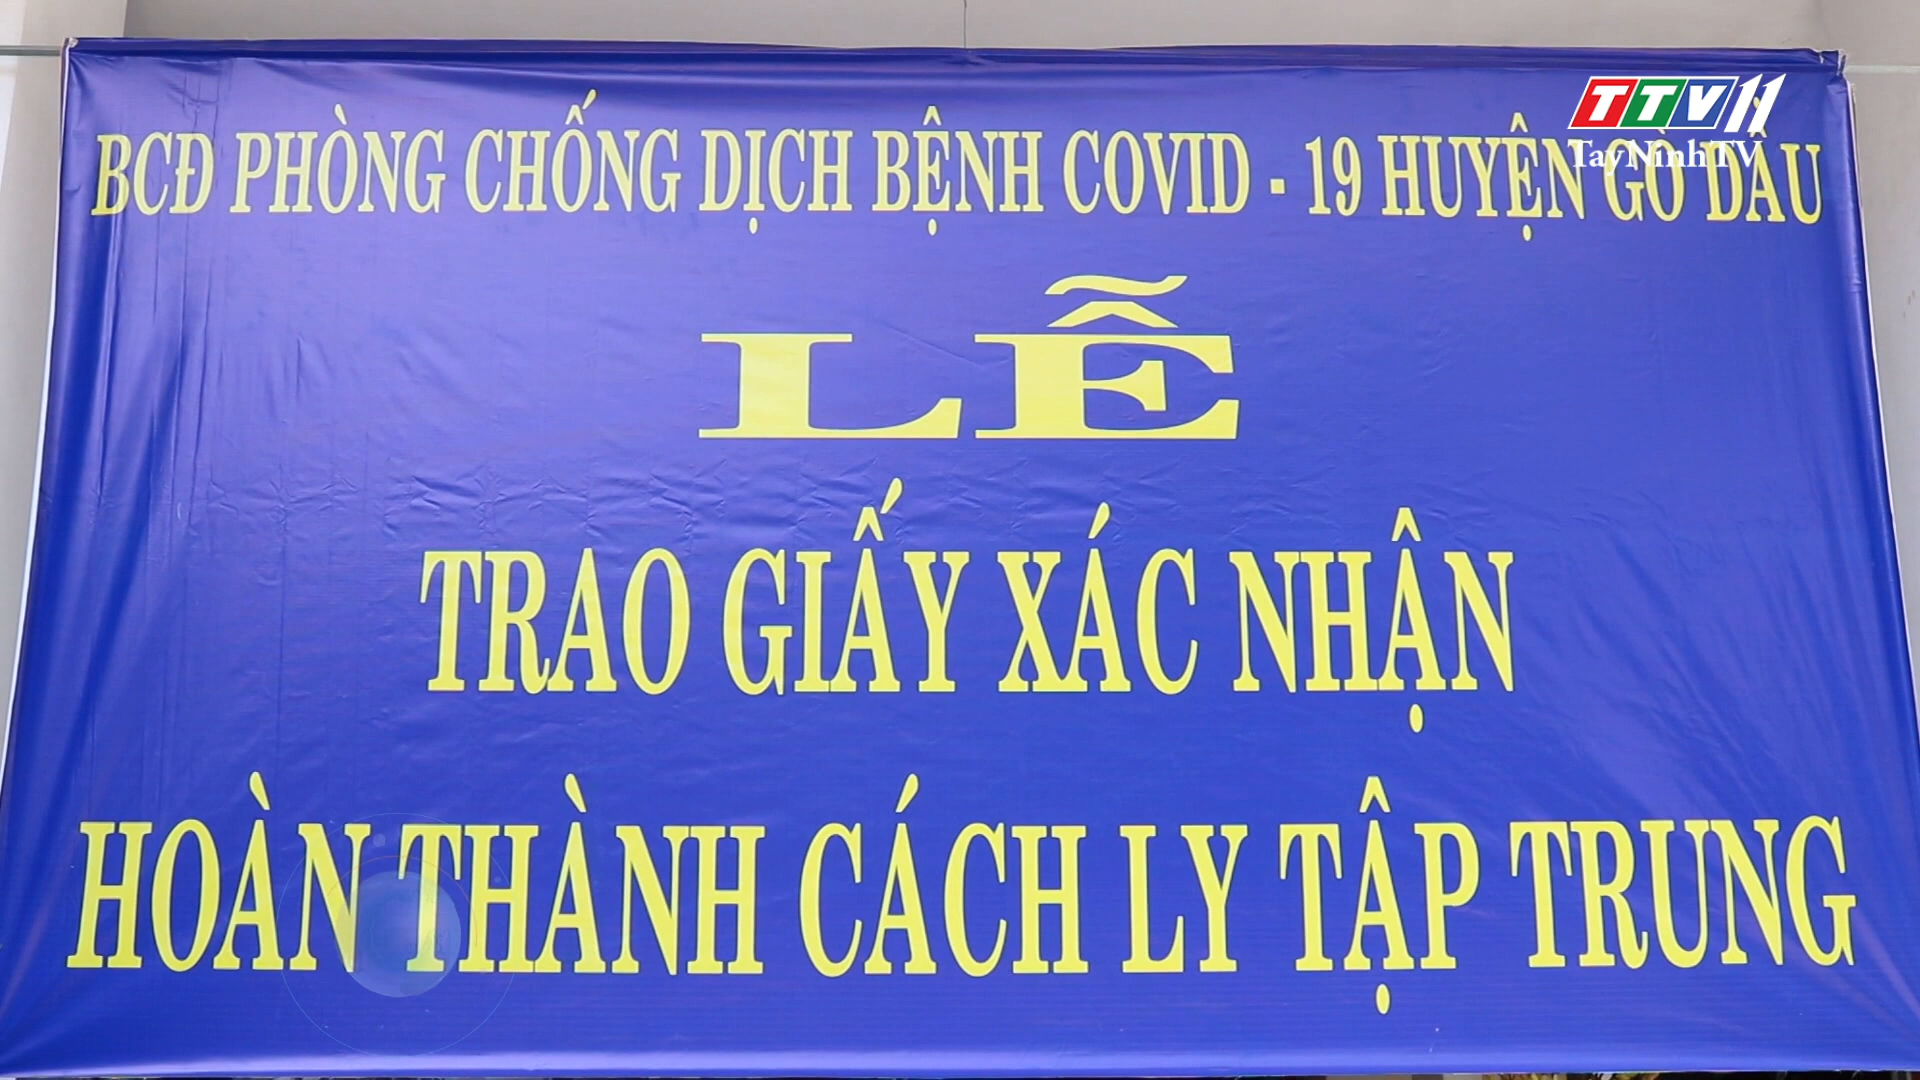 TTV11
TayNinhTV
BCĐ PHÒNG CHỐNG DỊCH BỆNH COVID - 19 HUYỆN GÒ DẦU
LỄ
TRAO GIẤY XÁC NHẬN
HOÀN THÀNH CÁCH LY TẬP TRUNG